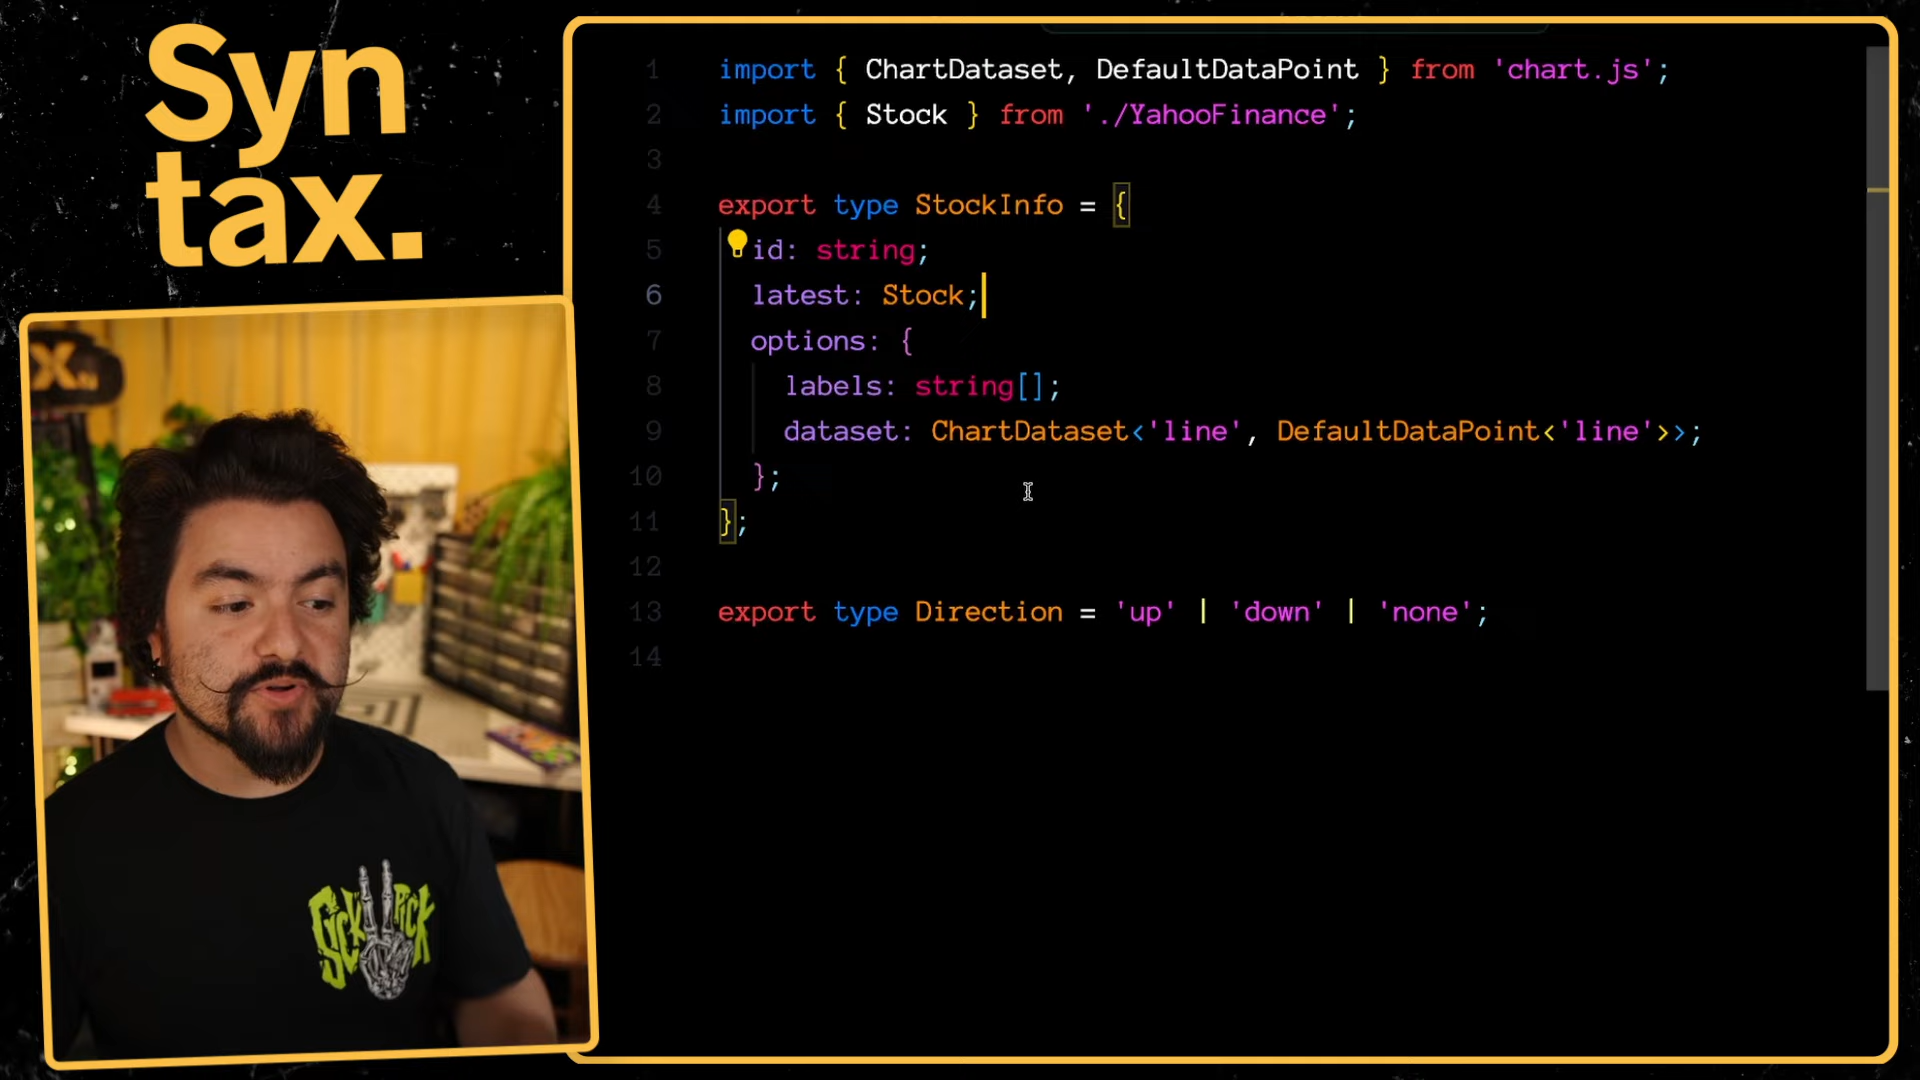 Syn
tax.
1 import { ChartDataset, DefaultDataPoint } from 'chart.js';
2 import { Stock } from './YahooFinance';
3
4 export type StockInfo = {
5 id: string;
6 latest: Stock;
7 options: {
8 labels: string[];
9 dataset: ChartDataset<'line', DefaultDataPoint<'line'>>;
10 };
11 };
12
13 export type Direction = 'up' | 'down' | 'none';
14
SICK PICK